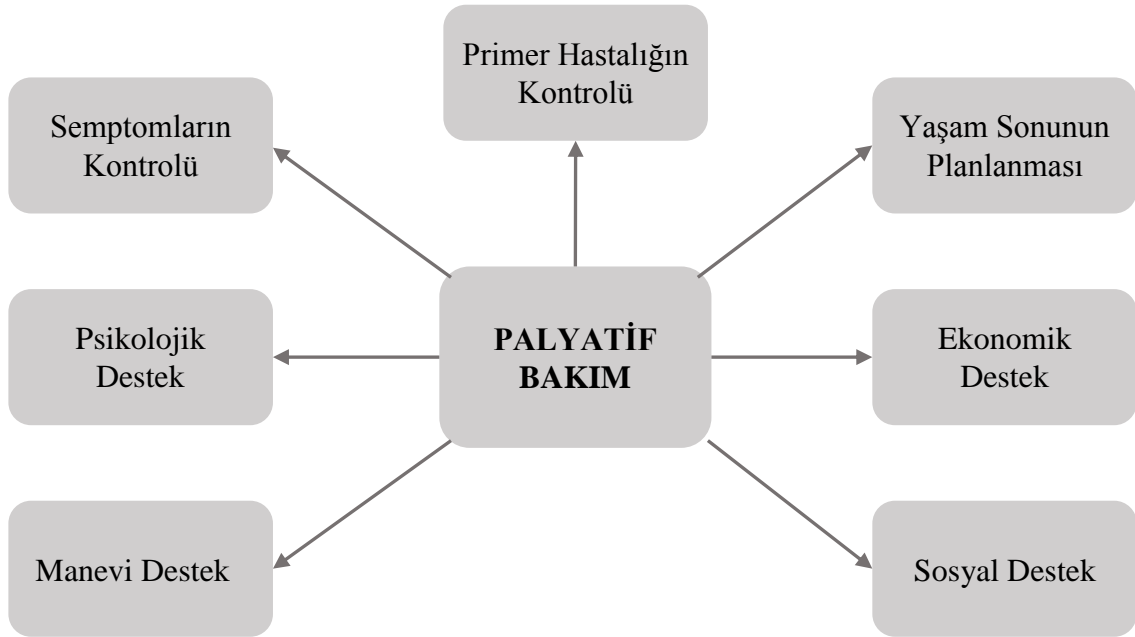 Primer Hastalığın
Kontrolü
Semptomların
Kontrolü
Yaşam Sonunun
Planlanması
Psikolojik
Destek
PALYATİF
BAKIM
Ekonomik
Destek
Manevi Destek
Sosyal Destek